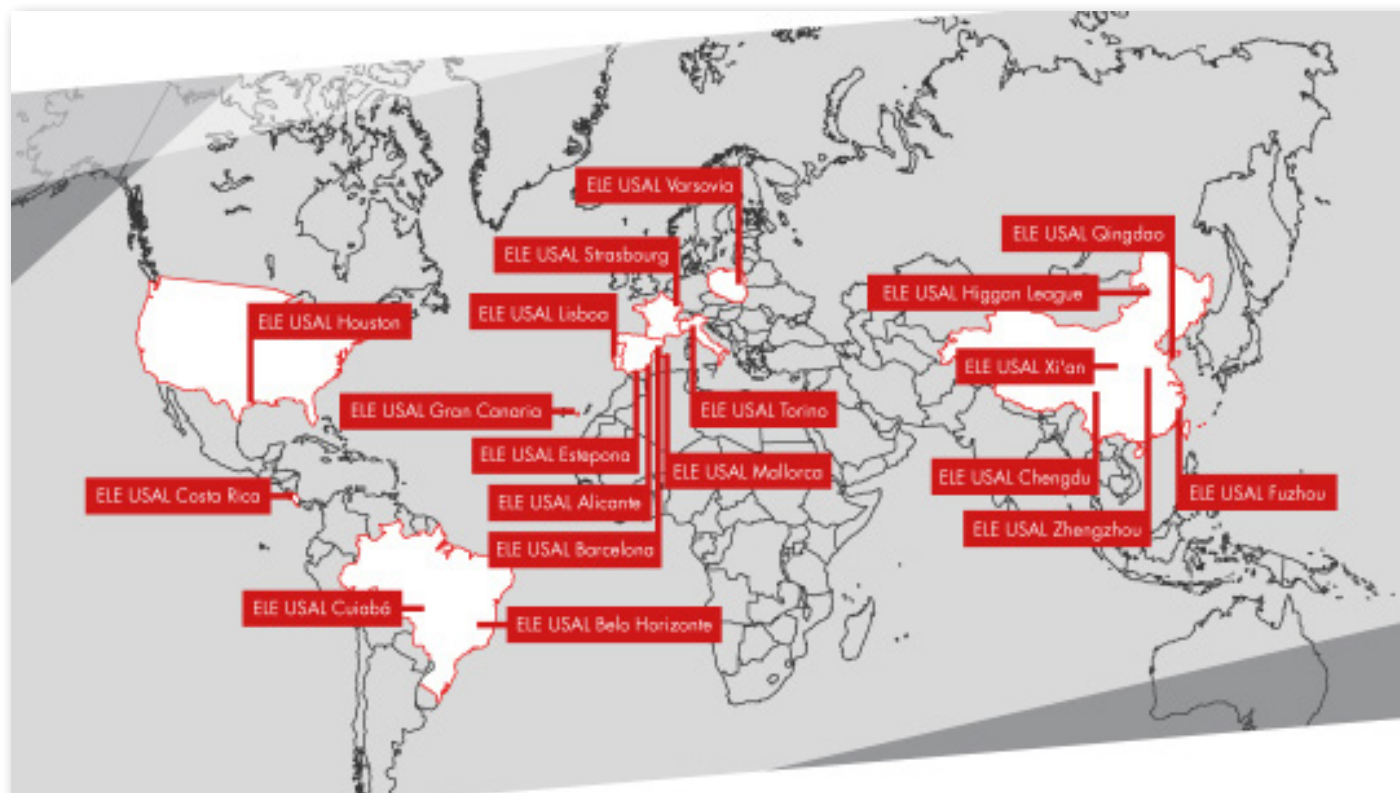 ELE USAL Varsovia
ELE USAL Qingdao
ELE USAL Strasbourg
ELE USAL Higgan League
ELE USAL Lisboa
ELE USAL Houston
ELE USAL Xi'an
ELE USAL Gran Canaria
ELE USAL Torino
ELE USAL Estepona
ELE USAL Mallorca
ELE USAL Chengdu
ELE USAL Costa Rica
ELE USAL Fuzhou
ELE USAL Alicante
ELE USAL Zhengzhou
ELE USAL Barcelona
ELE USAL Cuiabá
ELE USAL Belo Horizonte